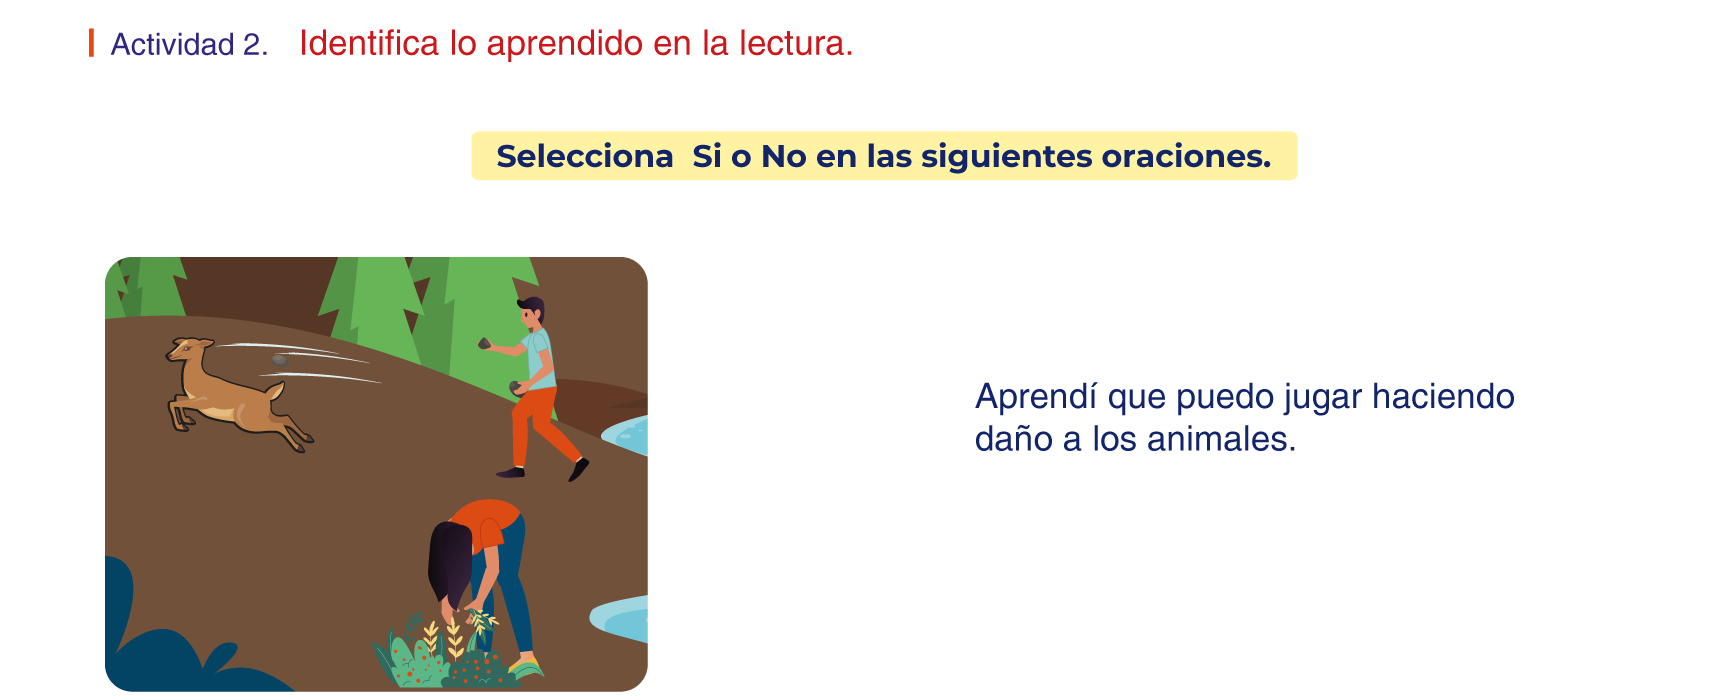 Actividad 2. Identifica lo aprendido en la lectura.
Selecciona Si o No en las siguientes oraciones.
Aprendí que puedo jugar haciendo
daño a los animales.